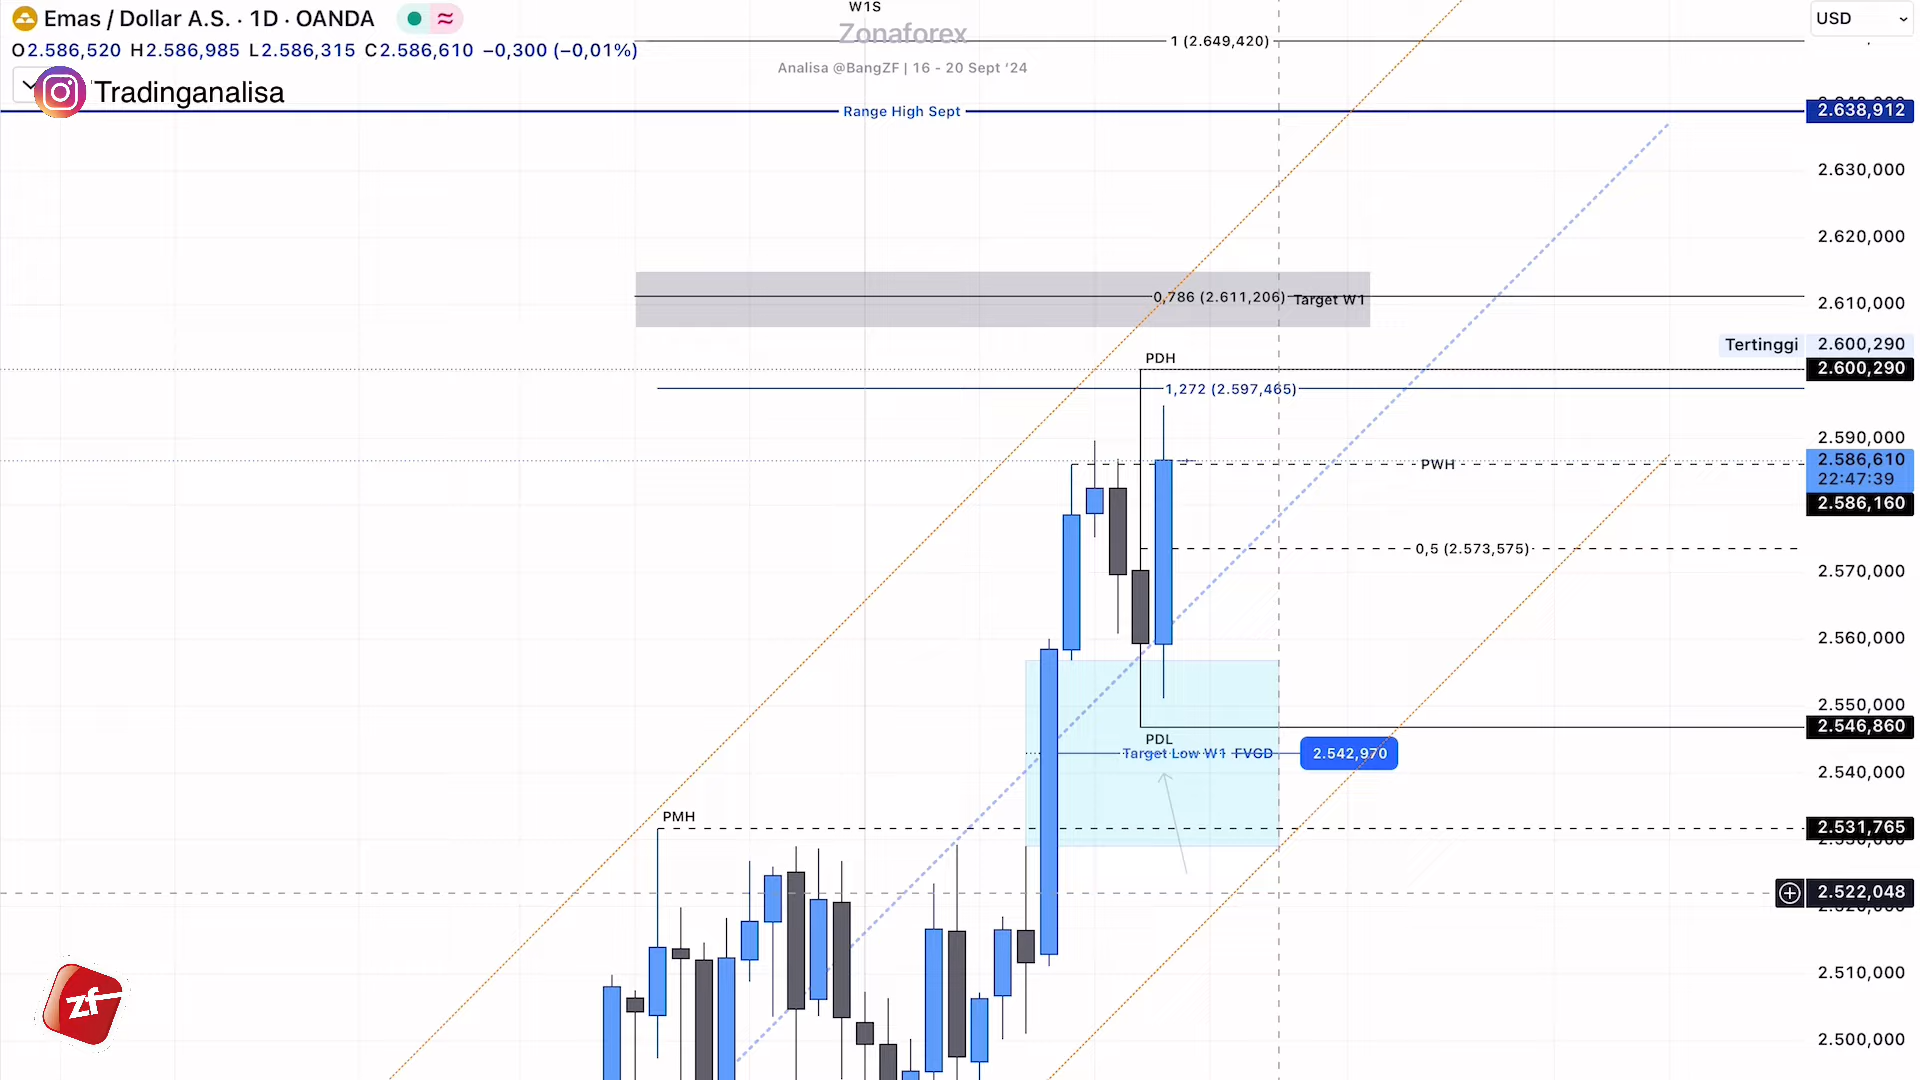 Emas / Dollar A.S. · 1D · OANDA
O2.586,520 H2.586,985 L2.586,315 C2.586,610 −0,300 (−0,01%)
Tradinganalisa
W1S
Zonaforex
Analisa @BangZF | 16 - 20 Sept '24
USD
1 (2.649,420)
Range High Sept
2.638,912
2.630,000
2.620,000
0,786 (2.611,206)
Target W1
2.610,000
Tertinggi 2.600,290
PDH
2.600,290
1,272 (2.597,465)
2.590,000
PWH
2.586,610
22:47:39
2.586,160
0,5 (2.573,575)
2.570,000
2.560,000
2.550,000
2.546,860
PDL
Target Low W1 FVGD
2.542,970
2.540,000
PMH
2.531,765
2.522,048
2.510,000
2.500,000
zf